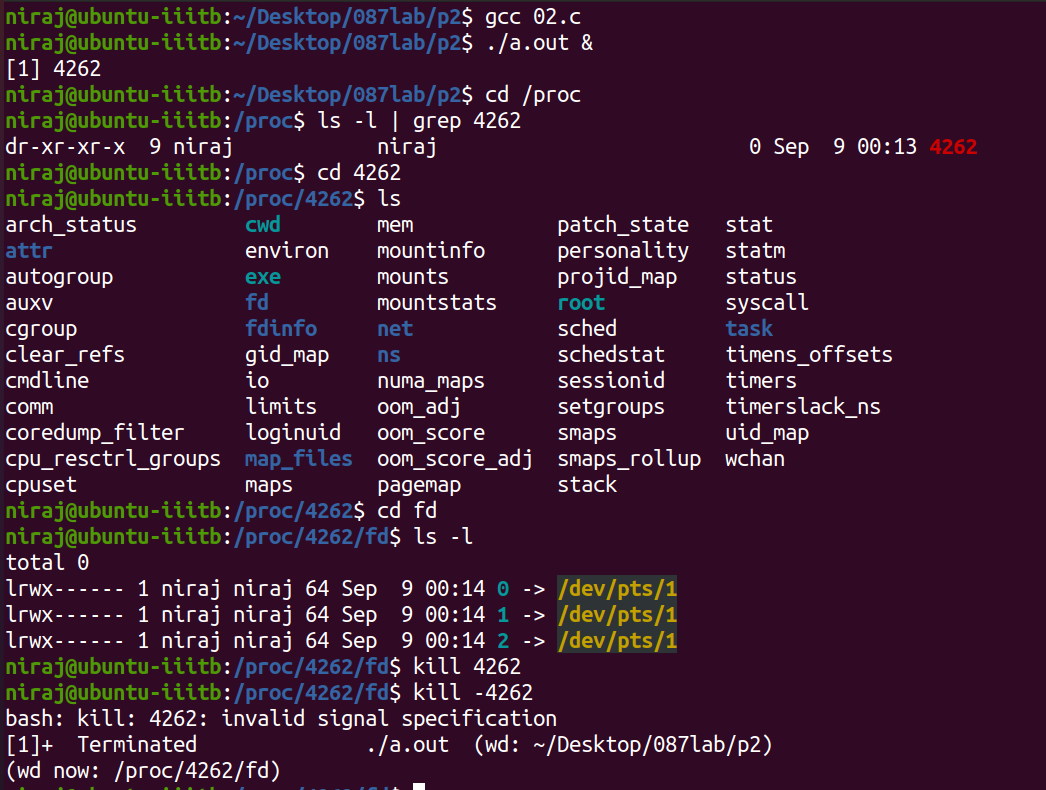 niraj@ubuntu-iiitb:~/Desktop/087lab/p2$ gcc 02.c
niraj@ubuntu-iiitb:~/Desktop/087lab/p2$ ./a.out &
[1] 4262
niraj@ubuntu-iiitb:~/Desktop/087lab/p2$ cd /proc
niraj@ubuntu-iiitb:/proc$ ls -l | grep 4262
dr-xr-xr-x  9 niraj            niraj                          0 Sep  9 00:13 4262
niraj@ubuntu-iiitb:/proc$ cd 4262
niraj@ubuntu-iiitb:/proc/4262$ ls
arch_status         cwd        mem            patch_state   stat
attr                environ    mountinfo      personality   statm
autogroup           exe        mounts         projid_map    status
auxv                fd         mountstats     root          syscall
cgroup              fdinfo     net            sched         task
clear_refs          gid_map    ns             schedstat     timens_offsets
cmdline             io         numa_maps      sessionid     timers
comm                limits     oom_adj        setgroups     timerslack_ns
coredump_filter     loginuid   oom_score      smaps         uid_map
cpu_resctrl_groups  map_files  oom_score_adj  smaps_rollup  wchan
cpuset              maps       pagemap        stack
niraj@ubuntu-iiitb:/proc/4262$ cd fd
niraj@ubuntu-iiitb:/proc/4262/fd$ ls -l
total 0
lrwx------ 1 niraj niraj 64 Sep  9 00:14 0 -> /dev/pts/1
lrwx------ 1 niraj niraj 64 Sep  9 00:14 1 -> /dev/pts/1
lrwx------ 1 niraj niraj 64 Sep  9 00:14 2 -> /dev/pts/1
niraj@ubuntu-iiitb:/proc/4262/fd$ kill 4262
niraj@ubuntu-iiitb:/proc/4262/fd$ kill -4262
bash: kill: 4262: invalid signal specification
[1]+  Terminated              ./a.out  (wd: ~/Desktop/087lab/p2)
(wd now: /proc/4262/fd)